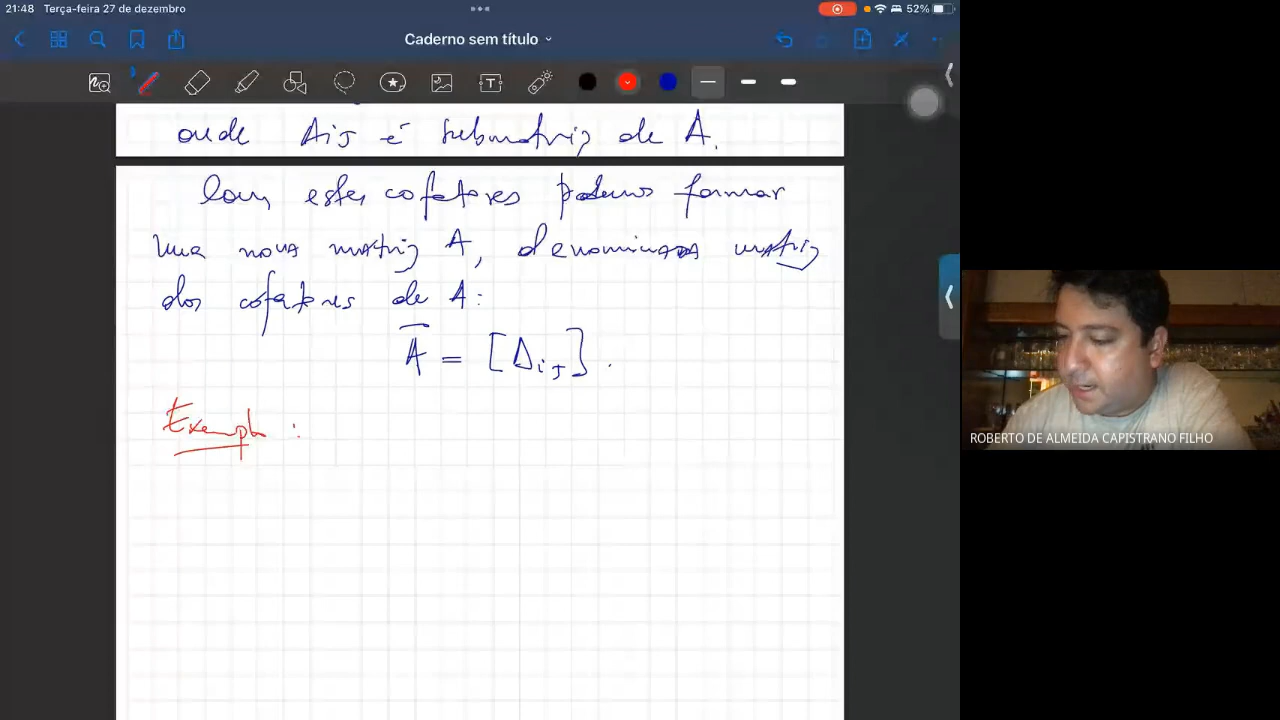 21:48 Terça-feira 27 de dezembro
52%
Caderno sem título
onde Aij é submatriz de A.
Com estes cofatores podemos formar
uma nova matriz A, denominada matriz
dos cofatores de A:
Ā = [Δij].
Exemplo :
ROBERTO DE ALMEIDA CAPISTRANO FILHO